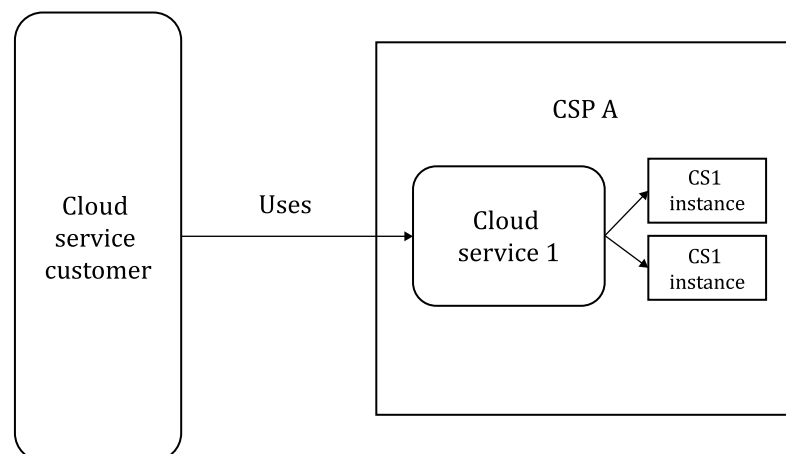 Cloud
service
customer
Uses
CSP A
Cloud
service 1
CS1
instance
CS1
instance